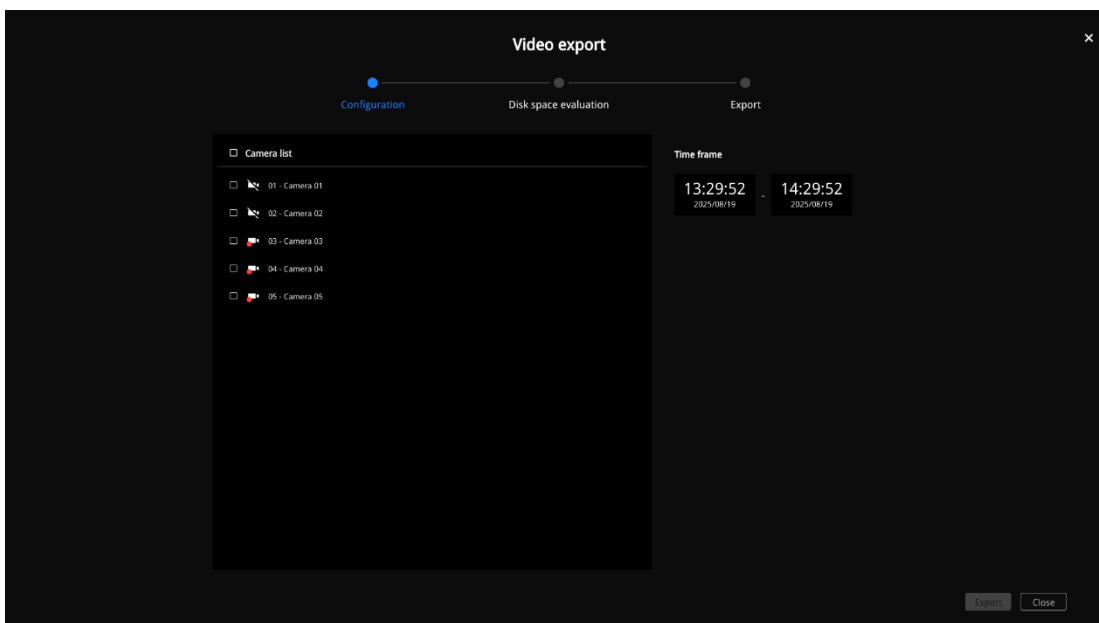 Video export
Configuration
Disk space evaluation
Export
Camera list
01 - Camera 01
02 - Camera 02
03 - Camera 03
04 - Camera 04
05 - Camera 05
Time frame
13:29:52 - 14:29:52
2025/08/19 2025/08/19
Export Close